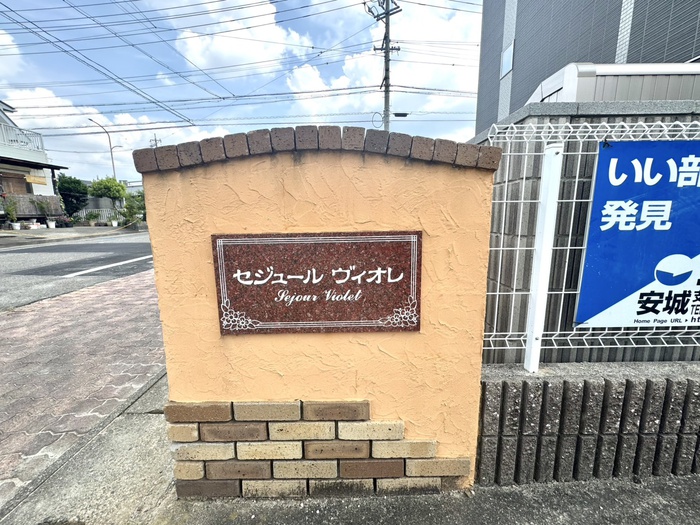 セジュール ヴィオレ
Sejour Violet
いい部
発見
安城
TEL
Home Page URL